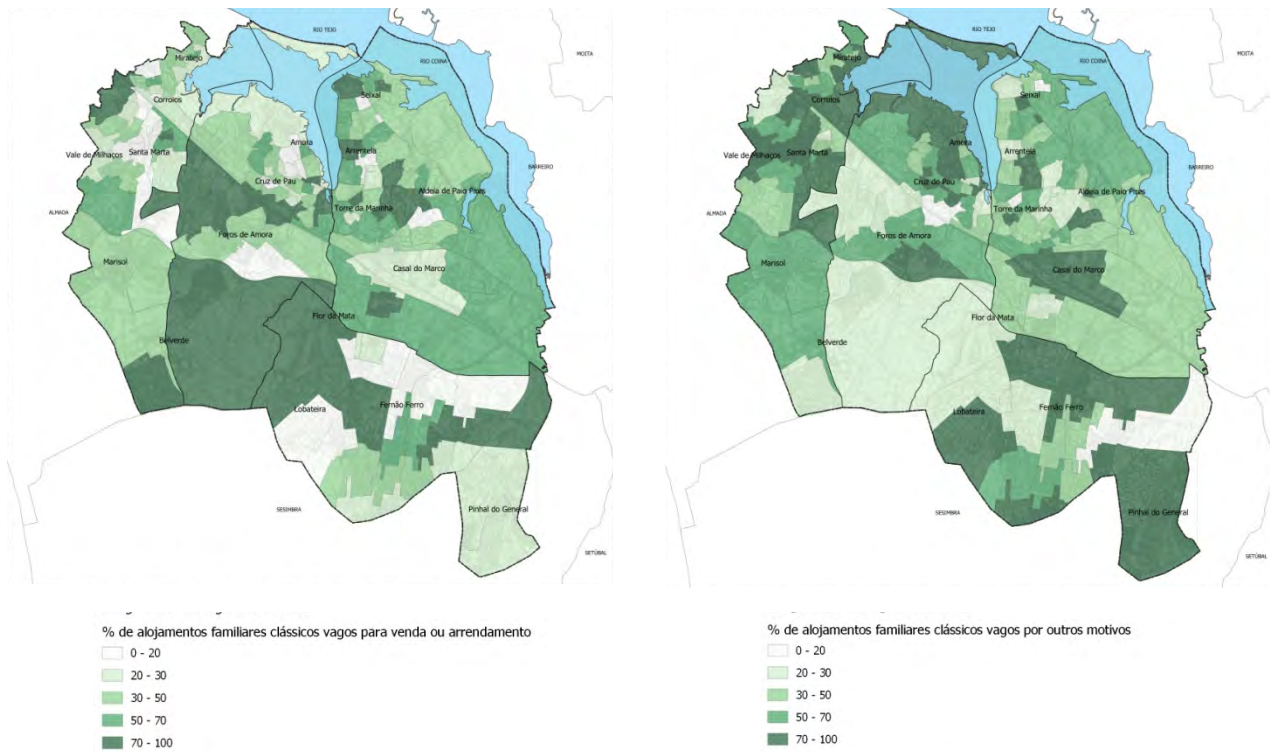 RIO TEJO
MOITA
Miratejo
RIO COINA
Corroios
Seixal
Vale de Milhaços
Santa Marta
Amora
Arrentela
BARREIRO
Cruz de Pau
Aldeia de Paio Pires
Torre da Marinha
ALMADA
Foros de Amora
Marisol
Casal do Marco
Flor da Mata
Belverde
Lobateira
Fernão Ferro
SESIMBRA
Pinhal do General
SETÚBAL
% de alojamentos familiares clássicos vagos para venda ou arrendamento
0 - 20
20 - 30
30 - 50
50 - 70
70 - 100
RIO TEJO
MOITA
Miratejo
RIO COINA
Corroios
Seixal
Vale de Milhaços
Santa Marta
Amora
Arrentela
BARREIRO
Cruz de Pau
Aldeia de Paio Pires
Torre da Marinha
ALMADA
Foros de Amora
Marisol
Casal do Marco
Flor da Mata
Belverde
Lobateira
Fernão Ferro
SESIMBRA
Pinhal do General
SETÚBAL
% de alojamentos familiares clássicos vagos por outros motivos
0 - 20
20 - 30
30 - 50
50 - 70
70 - 100